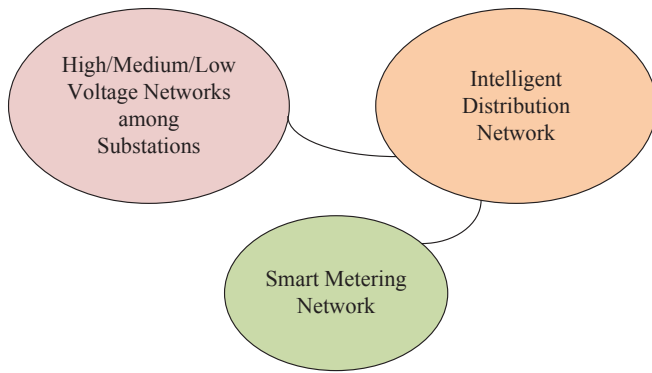 High/Medium/Low
Voltage Networks
among
Substations
Intelligent
Distribution
Network
Smart Metering
Network